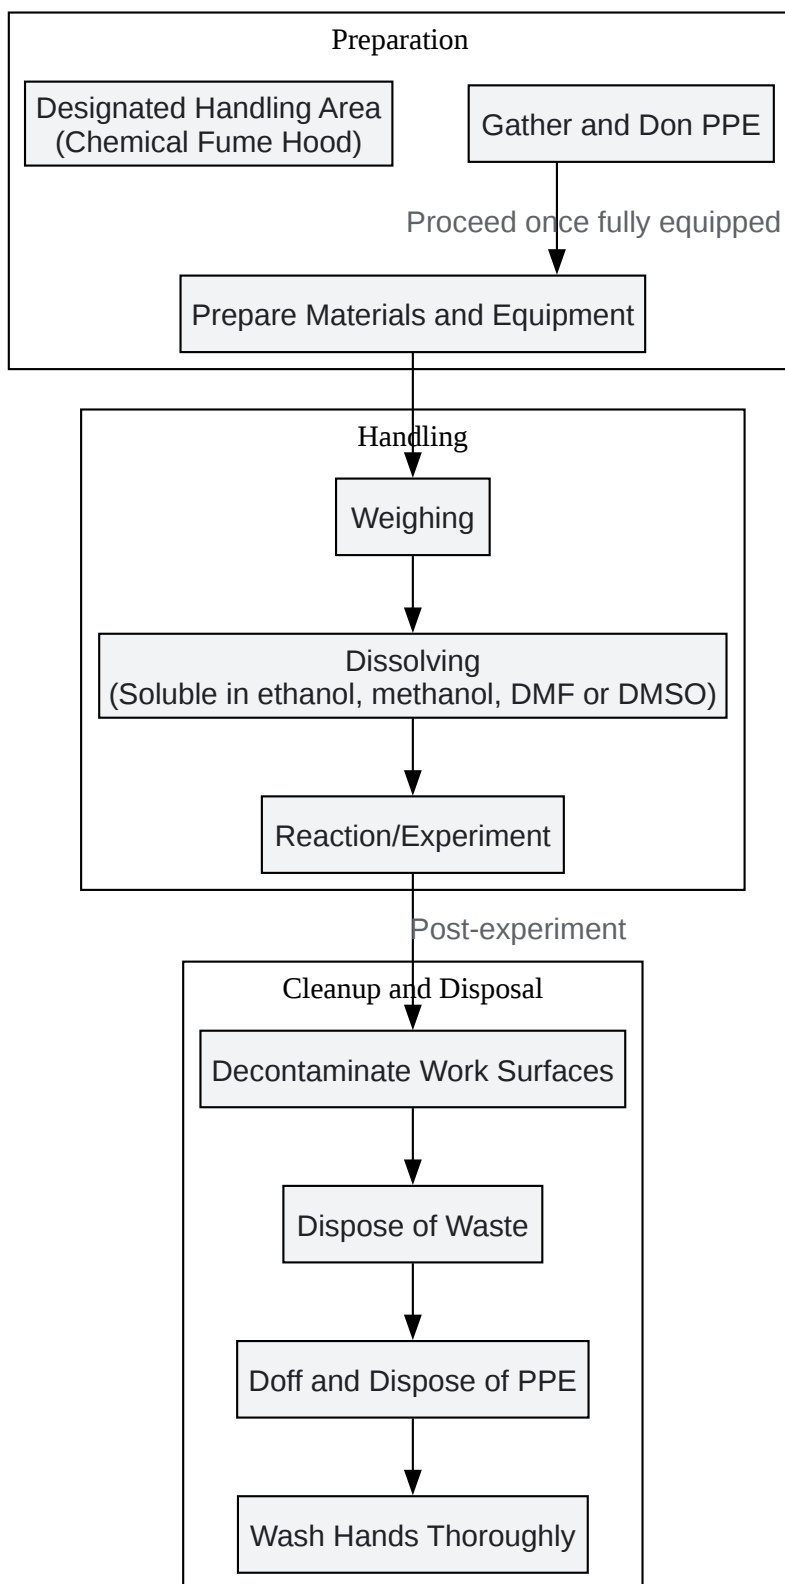 Preparation
Designated Handling Area
(Chemical Fume Hood)
Gather and Don PPE
Proceed once fully equipped
Prepare Materials and Equipment
Handling
Weighing
Dissolving
(Soluble in ethanol, methanol, DMF or DMSO)
Reaction/Experiment
Post-experiment
Cleanup and Disposal
Decontaminate Work Surfaces
Dispose of Waste
Doff and Dispose of PPE
Wash Hands Thoroughly